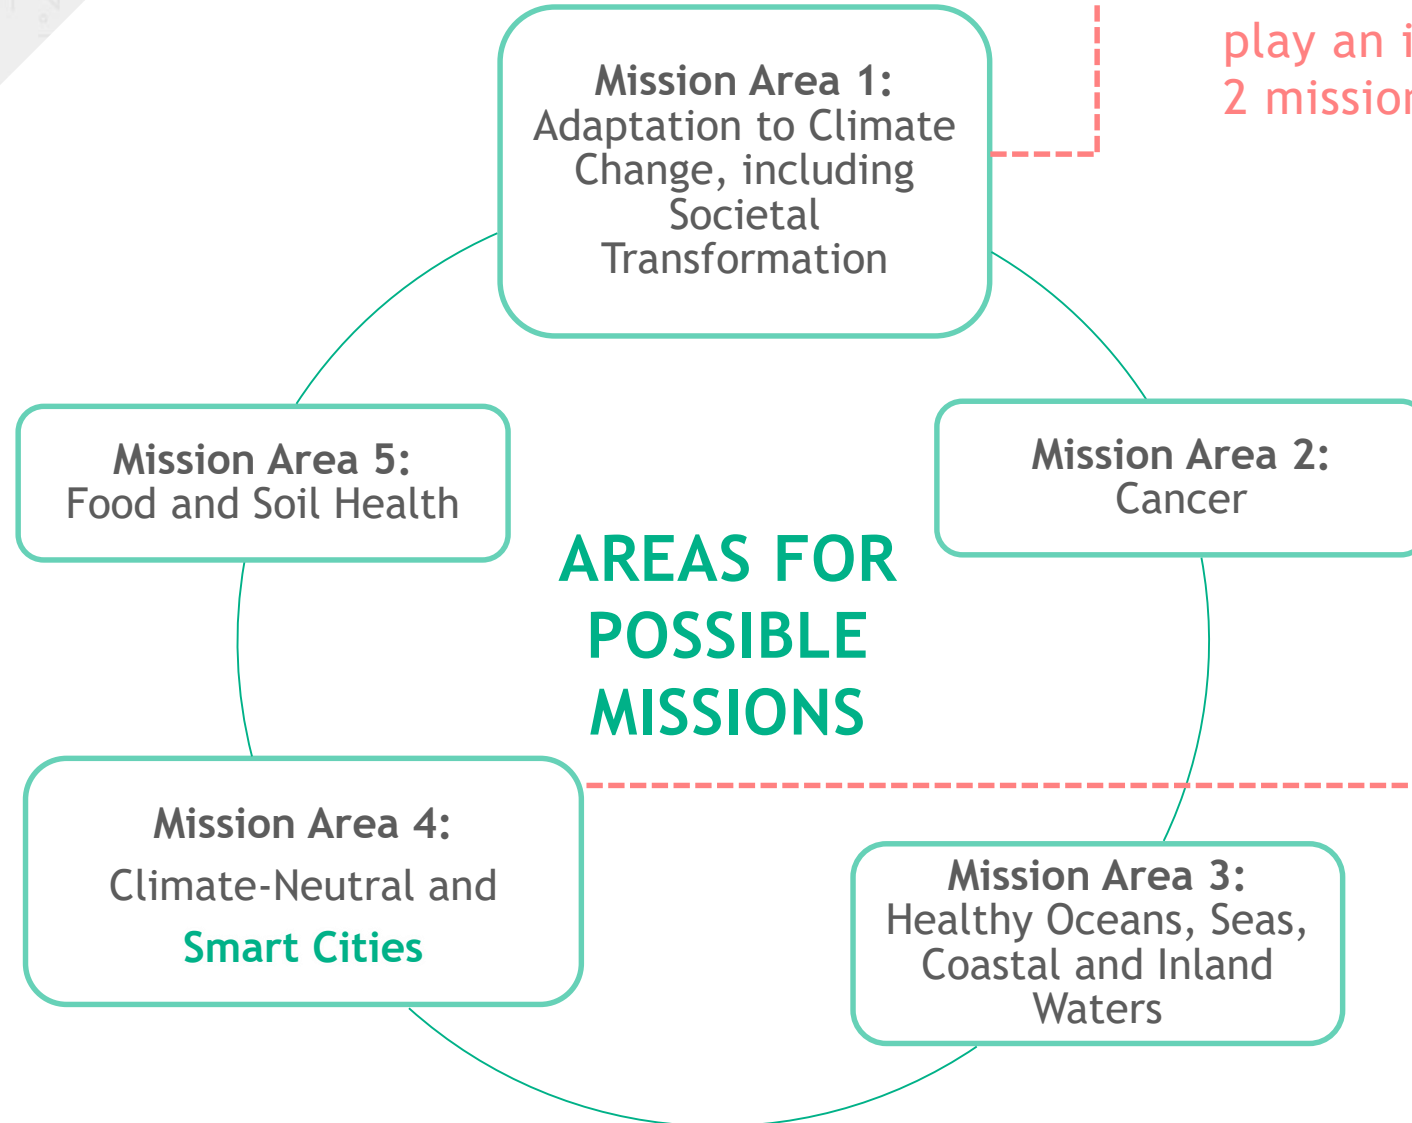 play an
2 mission
Mission Area 1:
Adaptation to Climate
Change, including
Societal
Transformation
Mission Area 5:
Food and Soil Health
Mission Area 2:
Cancer
AREAS FOR
POSSIBLE
MISSIONS
Mission Area 4:
Climate-Neutral and
Smart Cities
Mission Area 3:
Healthy Oceans, Seas,
Coastal and Inland
Waters